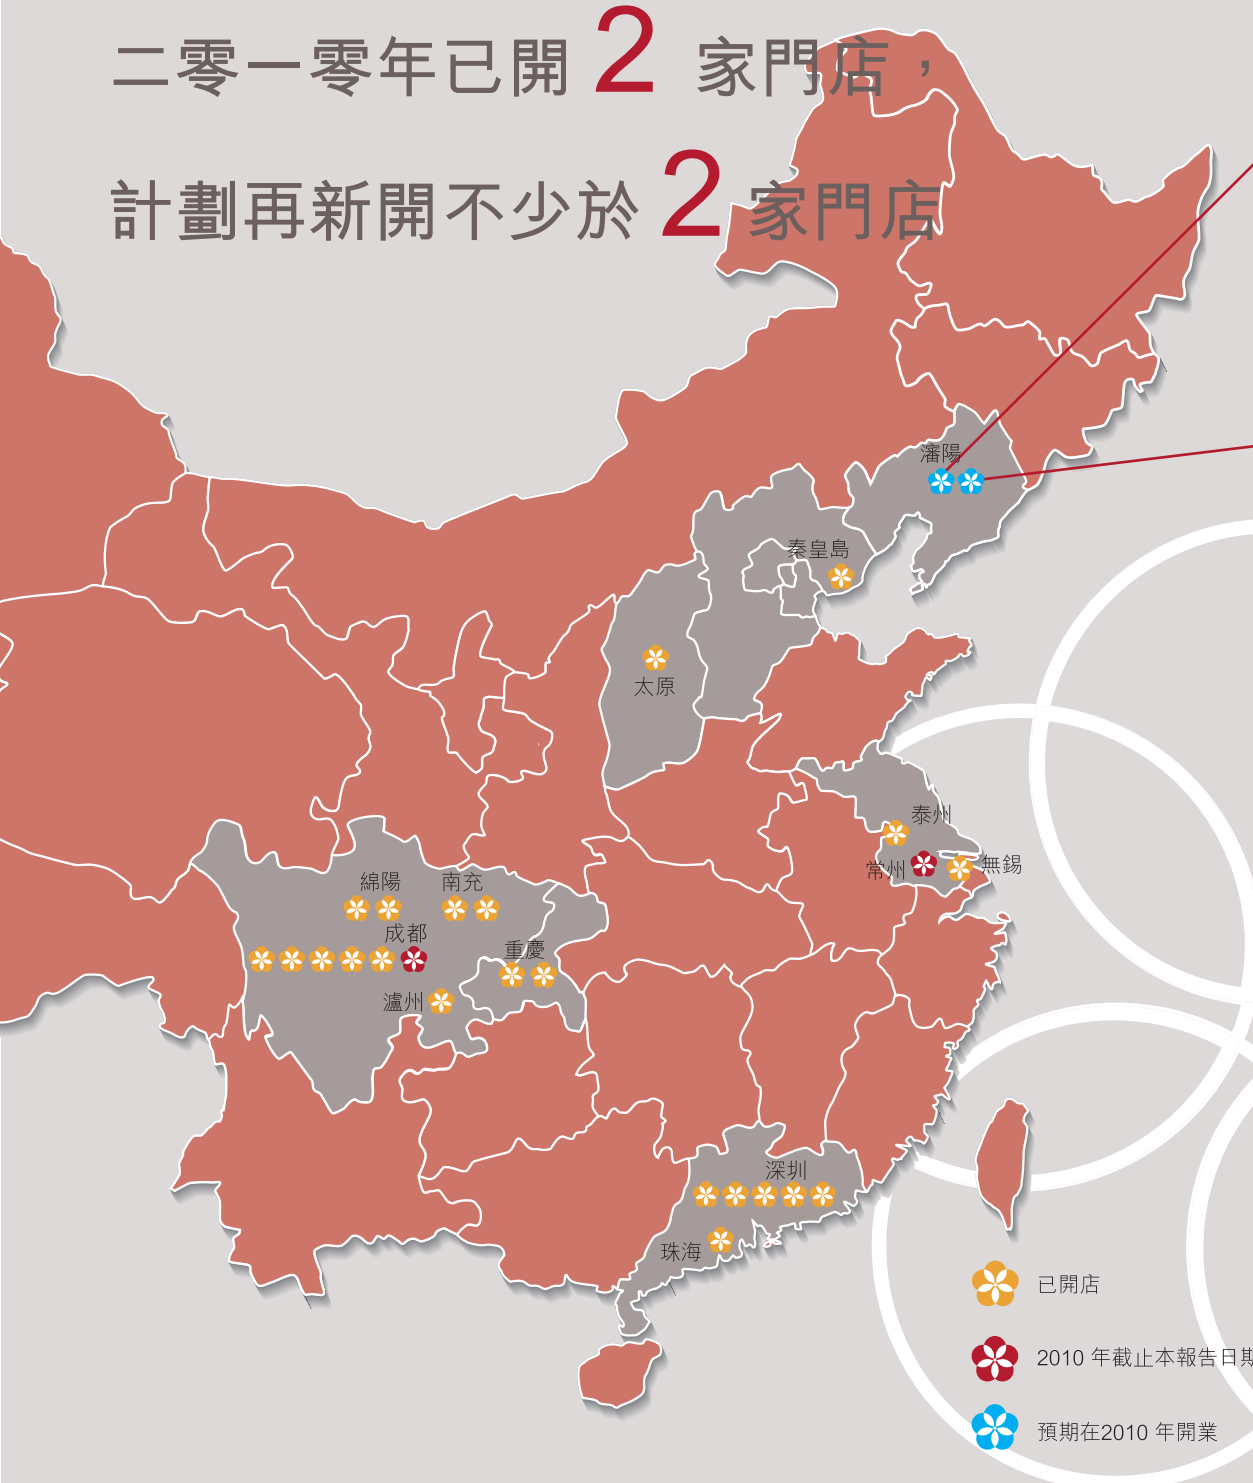 二零一零年已開 2 家門店，
計劃再新開不少於 2 家門店
瀋陽
秦皇島
太原
泰州
常州
無錫
綿陽
南充
成都
重慶
瀘州
深圳
珠海
已開店
2010 年截止本報告日期
預期在2010 年開業